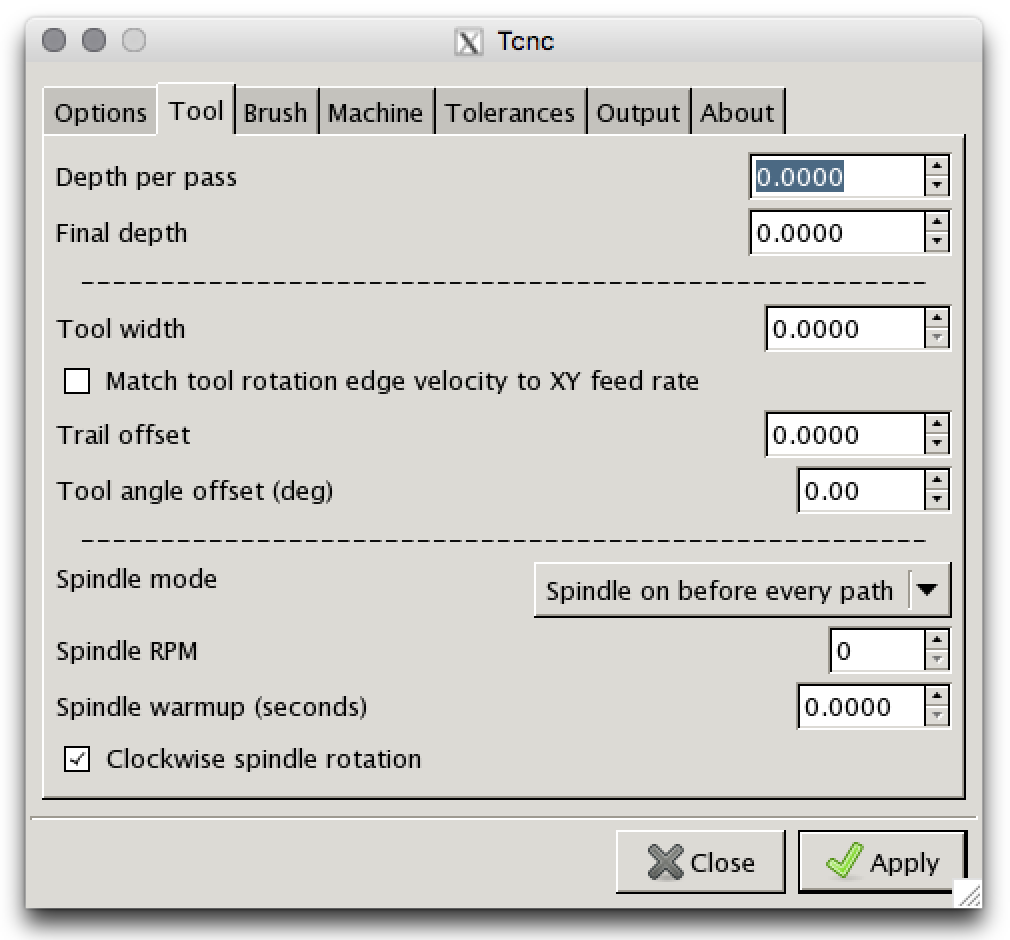 Tcnc
Options Tool Brush Machine Tolerances Output About
Depth per pass 0.0000
Final depth 0.0000
Tool width 0.0000
Match tool rotation edge velocity to XY feed rate
Trail offset 0.0000
Tool angle offset (deg) 0.00
Spindle mode Spindle on before every path
Spindle RPM 0
Spindle warmup (seconds) 0.0000
Clockwise spindle rotation
Close Apply